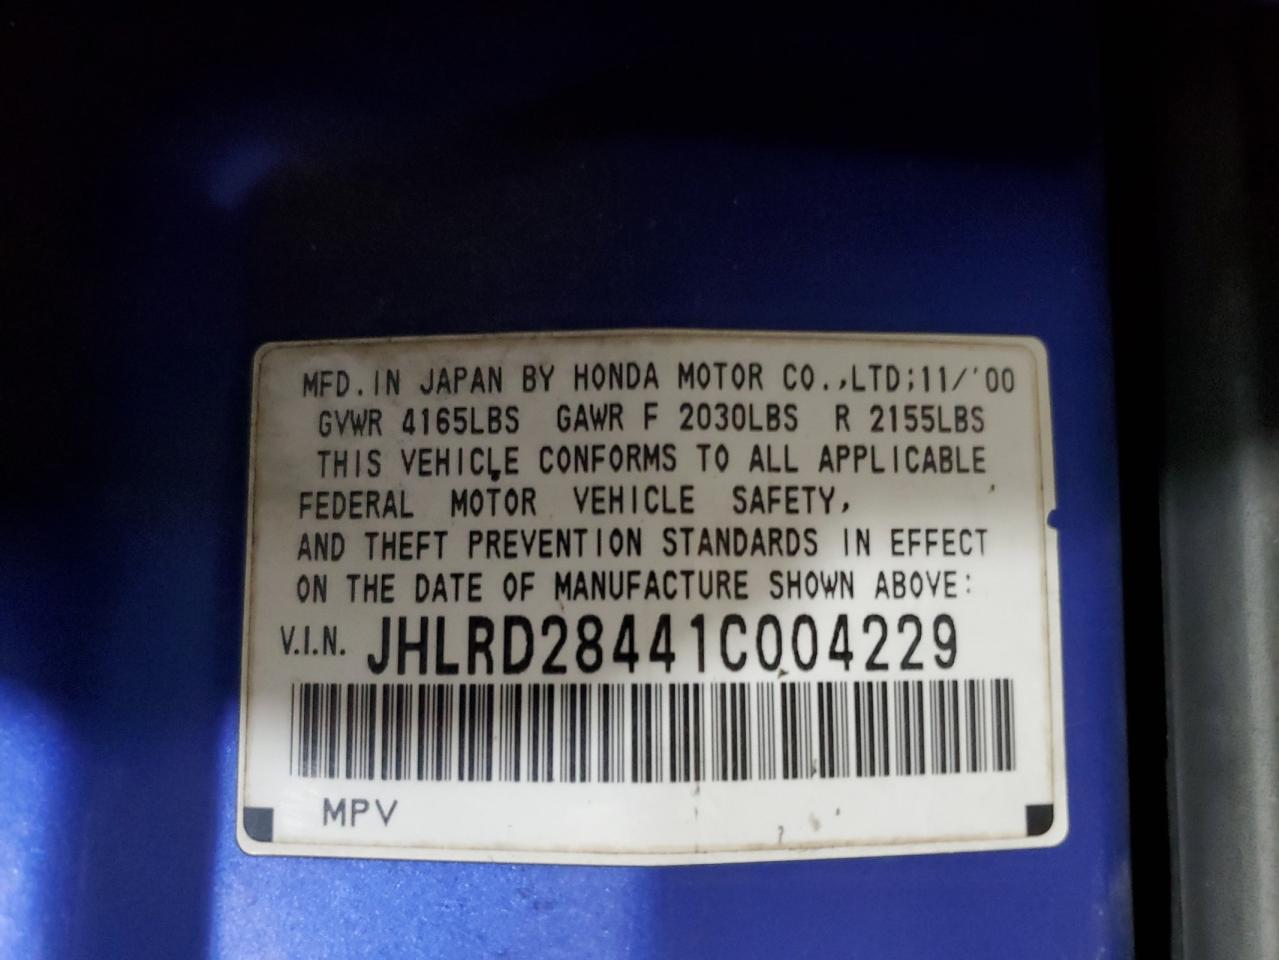 MFD. IN JAPAN BY HONDA MOTOR CO.,LTD;11/'00
GVWR 4165LBS GAWR F 2030LBS R 2155LBS
THIS VEHICLE CONFORMS TO ALL APPLICABLE
FEDERAL MOTOR VEHICLE SAFETY,
AND THEFT PREVENTION STANDARDS IN EFFECT
ON THE DATE OF MANUFACTURE SHOWN ABOVE:
V.I.N. JHLRD28441C004229
MPV